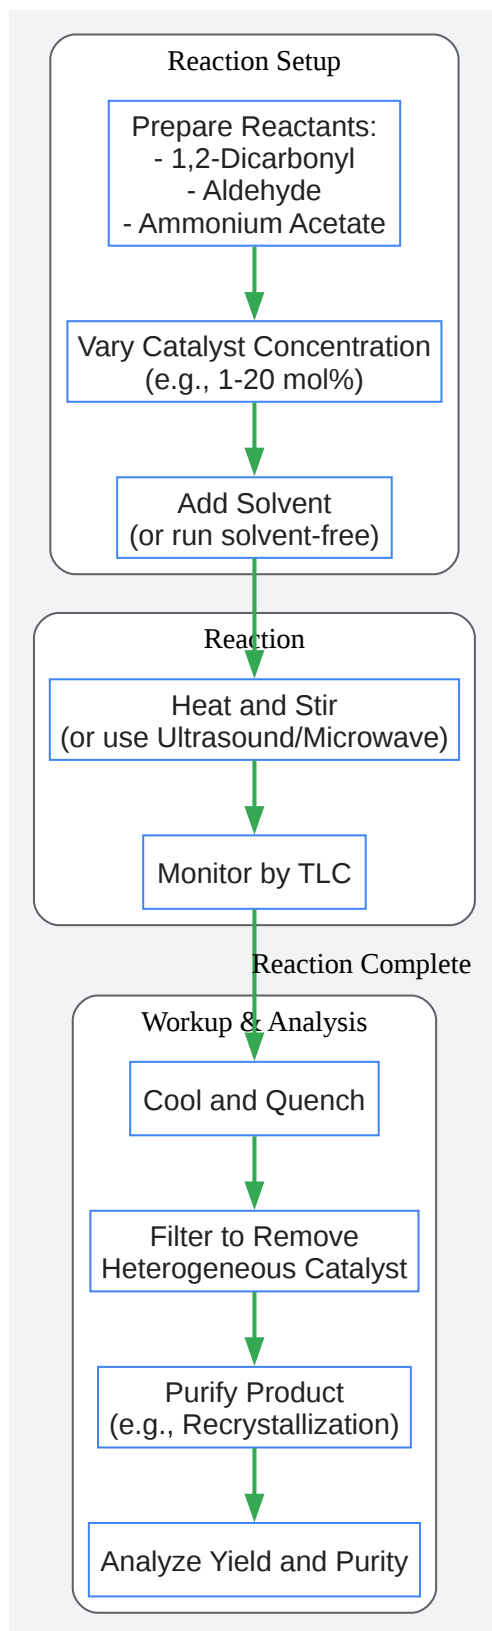 Reaction Setup
Prepare Reactants:
- 1,2-Dicarbonyl
- Aldehyde
- Ammonium Acetate
Vary Catalyst Concentration
(e.g., 1-20 mol%)
Add Solvent
(or run solvent-free)
Reaction
Heat and Stir
(or use Ultrasound/Microwave)
Monitor by TLC
Reaction Complete
Workup & Analysis
Cool and Quench
Filter to Remove
Heterogeneous Catalyst
Purify Product
(e.g., Recrystallization)
Analyze Yield and Purity